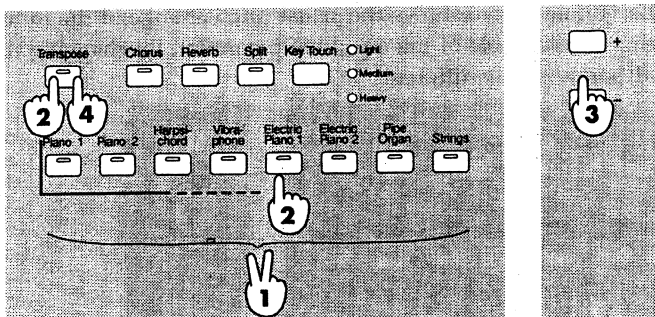 Transpose Chorus Reverb Split Key Touch Light
Medium
Heavy
2 4
Piano 1 Piano 2 Harpsi-chord Vibra-phone Electric Piano 1 Electric Piano 2 Pipe Organ Strings
2
1
+
3 -